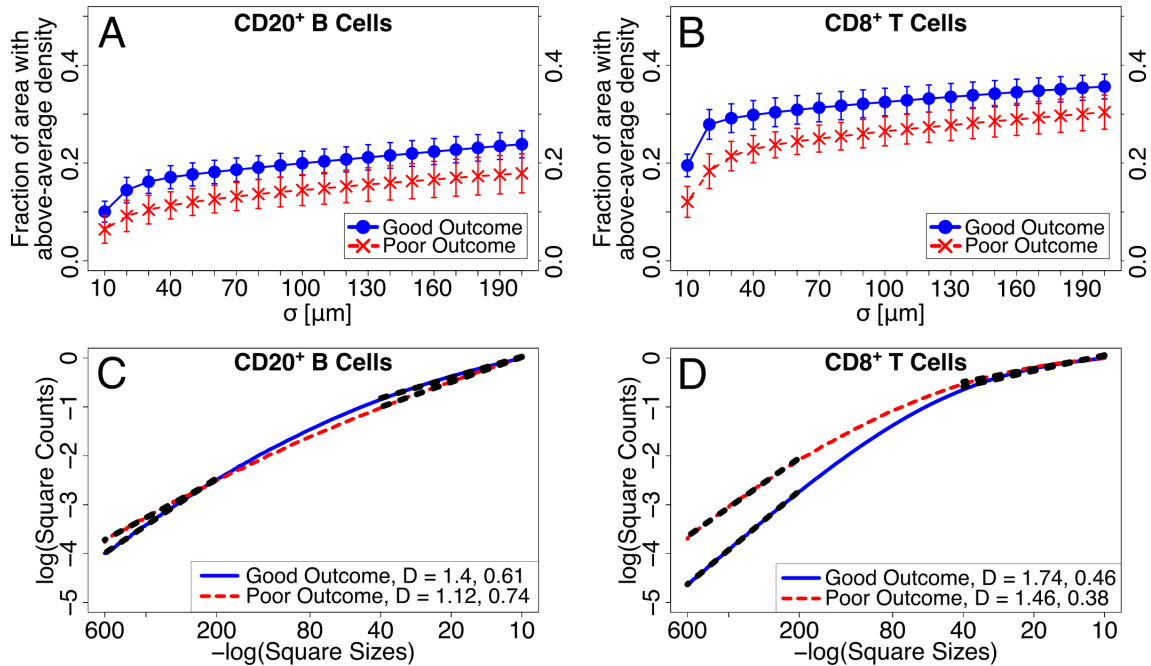 A
CD20⁺ B Cells
Fraction of area with
above-average density
0.0 0.2 0.4
0.0 0.2 0.4
Good Outcome
Poor Outcome
10 40 70 100 130 160 190
σ [μm]
B
CD8⁺ T Cells
Fraction of area with
above-average density
0.0 0.2 0.4
0.0 0.2 0.4
Good Outcome
Poor Outcome
10 40 70 100 130 160 190
σ [μm]
C
CD20⁺ B Cells
log(Square Counts)
0
−1
−2
−3
−4
−5
Good Outcome, D = 1.4, 0.61
Poor Outcome, D = 1.12, 0.74
600 200 80 40 20 10
−log(Square Sizes)
D
CD8⁺ T Cells
log(Square Counts)
0
−1
−2
−3
−4
−5
Good Outcome, D = 1.74, 0.46
Poor Outcome, D = 1.46, 0.38
600 200 80 40 20 10
−log(Square Sizes)